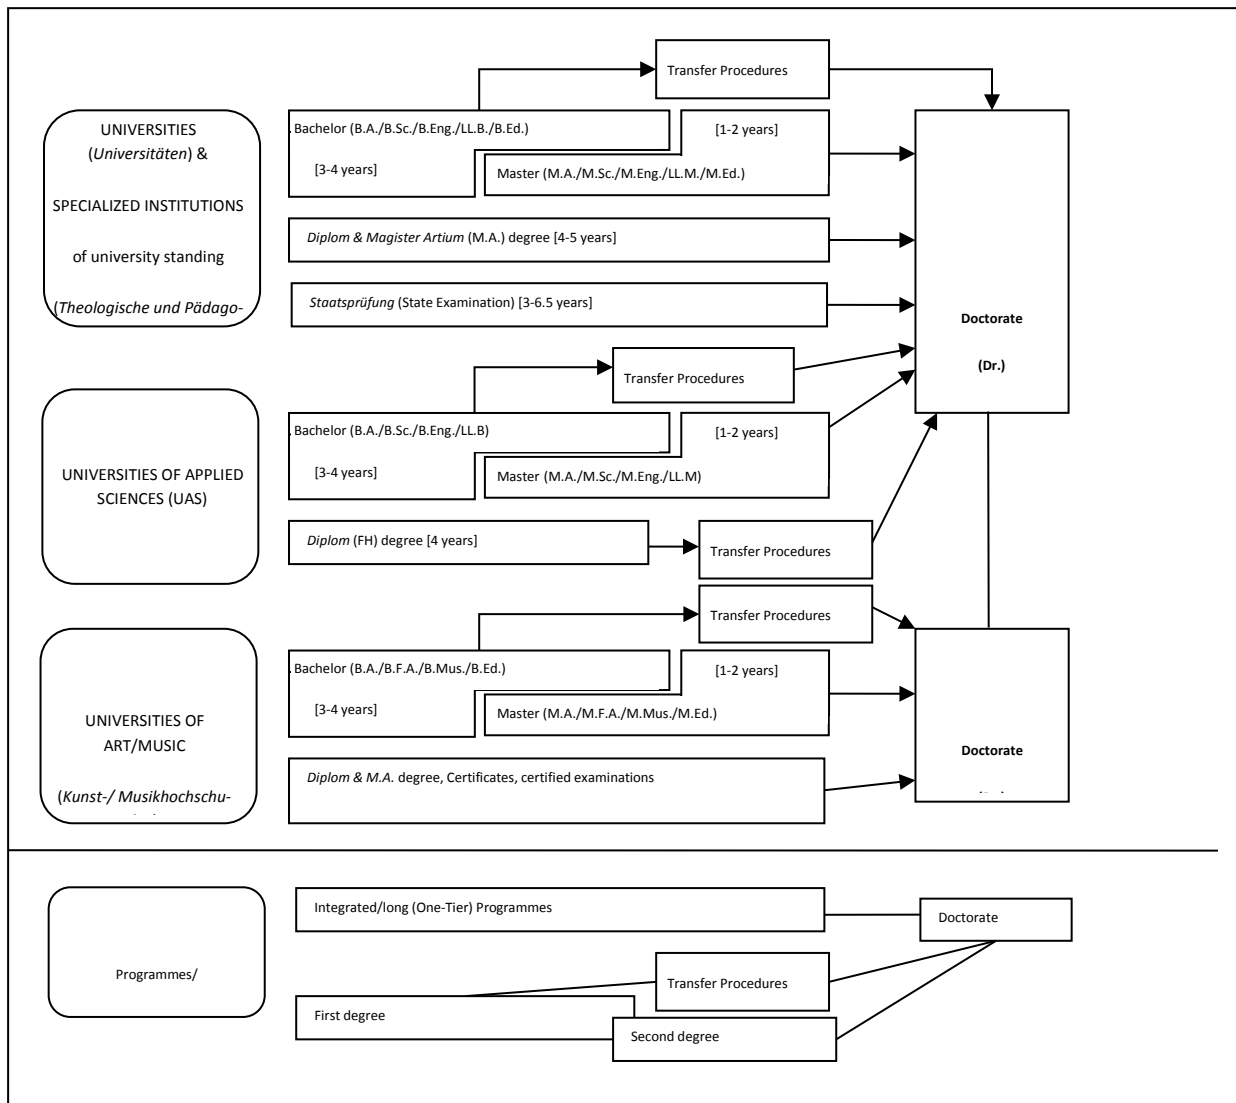 Transfer Procedures
UNIVERSITIES
(Universitäten) &
SPECIALIZED INSTITUTIONS
of university standing
(Theologische und Pädago-
. Bachelor (B.A./B.Sc./B.Eng./LL.B./B.Ed.)
[3-4 years]
[1-2 years]
Master (M.A./M.Sc./M.Eng./LL.M./M.Ed.)
Diplom & Magister Artium (M.A.) degree [4-5 years]
Staatsprüfung (State Examination) [3-6.5 years]
Doctorate
(Dr.)
Transfer Procedures
UNIVERSITIES OF APPLIED
SCIENCES (UAS)
. Bachelor (B.A./B.Sc./B.Eng./LL.B)
[3-4 years]
[1-2 years]
Master (M.A./M.Sc./M.Eng./LL.M)
Diplom (FH) degree [4 years]
Transfer Procedures
Transfer Procedures
UNIVERSITIES OF
ART/MUSIC
(Kunst-/ Musikhochschu-
. Bachelor (B.A./B.F.A./B.Mus./B.Ed.)
[3-4 years]
[1-2 years]
Master (M.A./M.F.A./M.Mus./M.Ed.)
Diplom & M.A. degree, Certificates, certified examinations
Doctorate
Programmes/
Integrated/long (One-Tier) Programmes
Doctorate
Transfer Procedures
First degree
Second degree